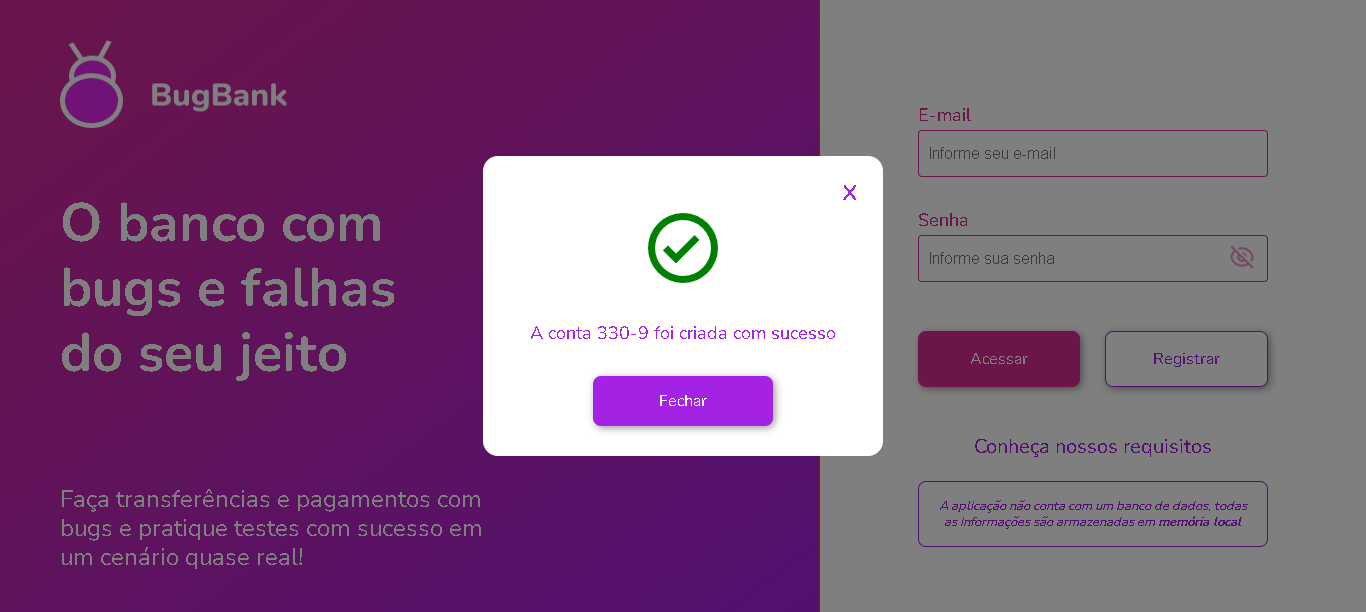 BugBank
O banco com
bugs e falhas
do seu jeito
Faça transferências e pagamentos com
bugs e pratique testes com sucesso em
um cenário quase real!
X
A conta 330-9 foi criada com sucesso
Fechar
E-mail
Informe seu e-mail
Senha
Informe sua senha
Acessar
Registrar
Conheça nossos requisitos
A aplicação não conta com um banco de dados, todas
as informações são armazenadas em memória local